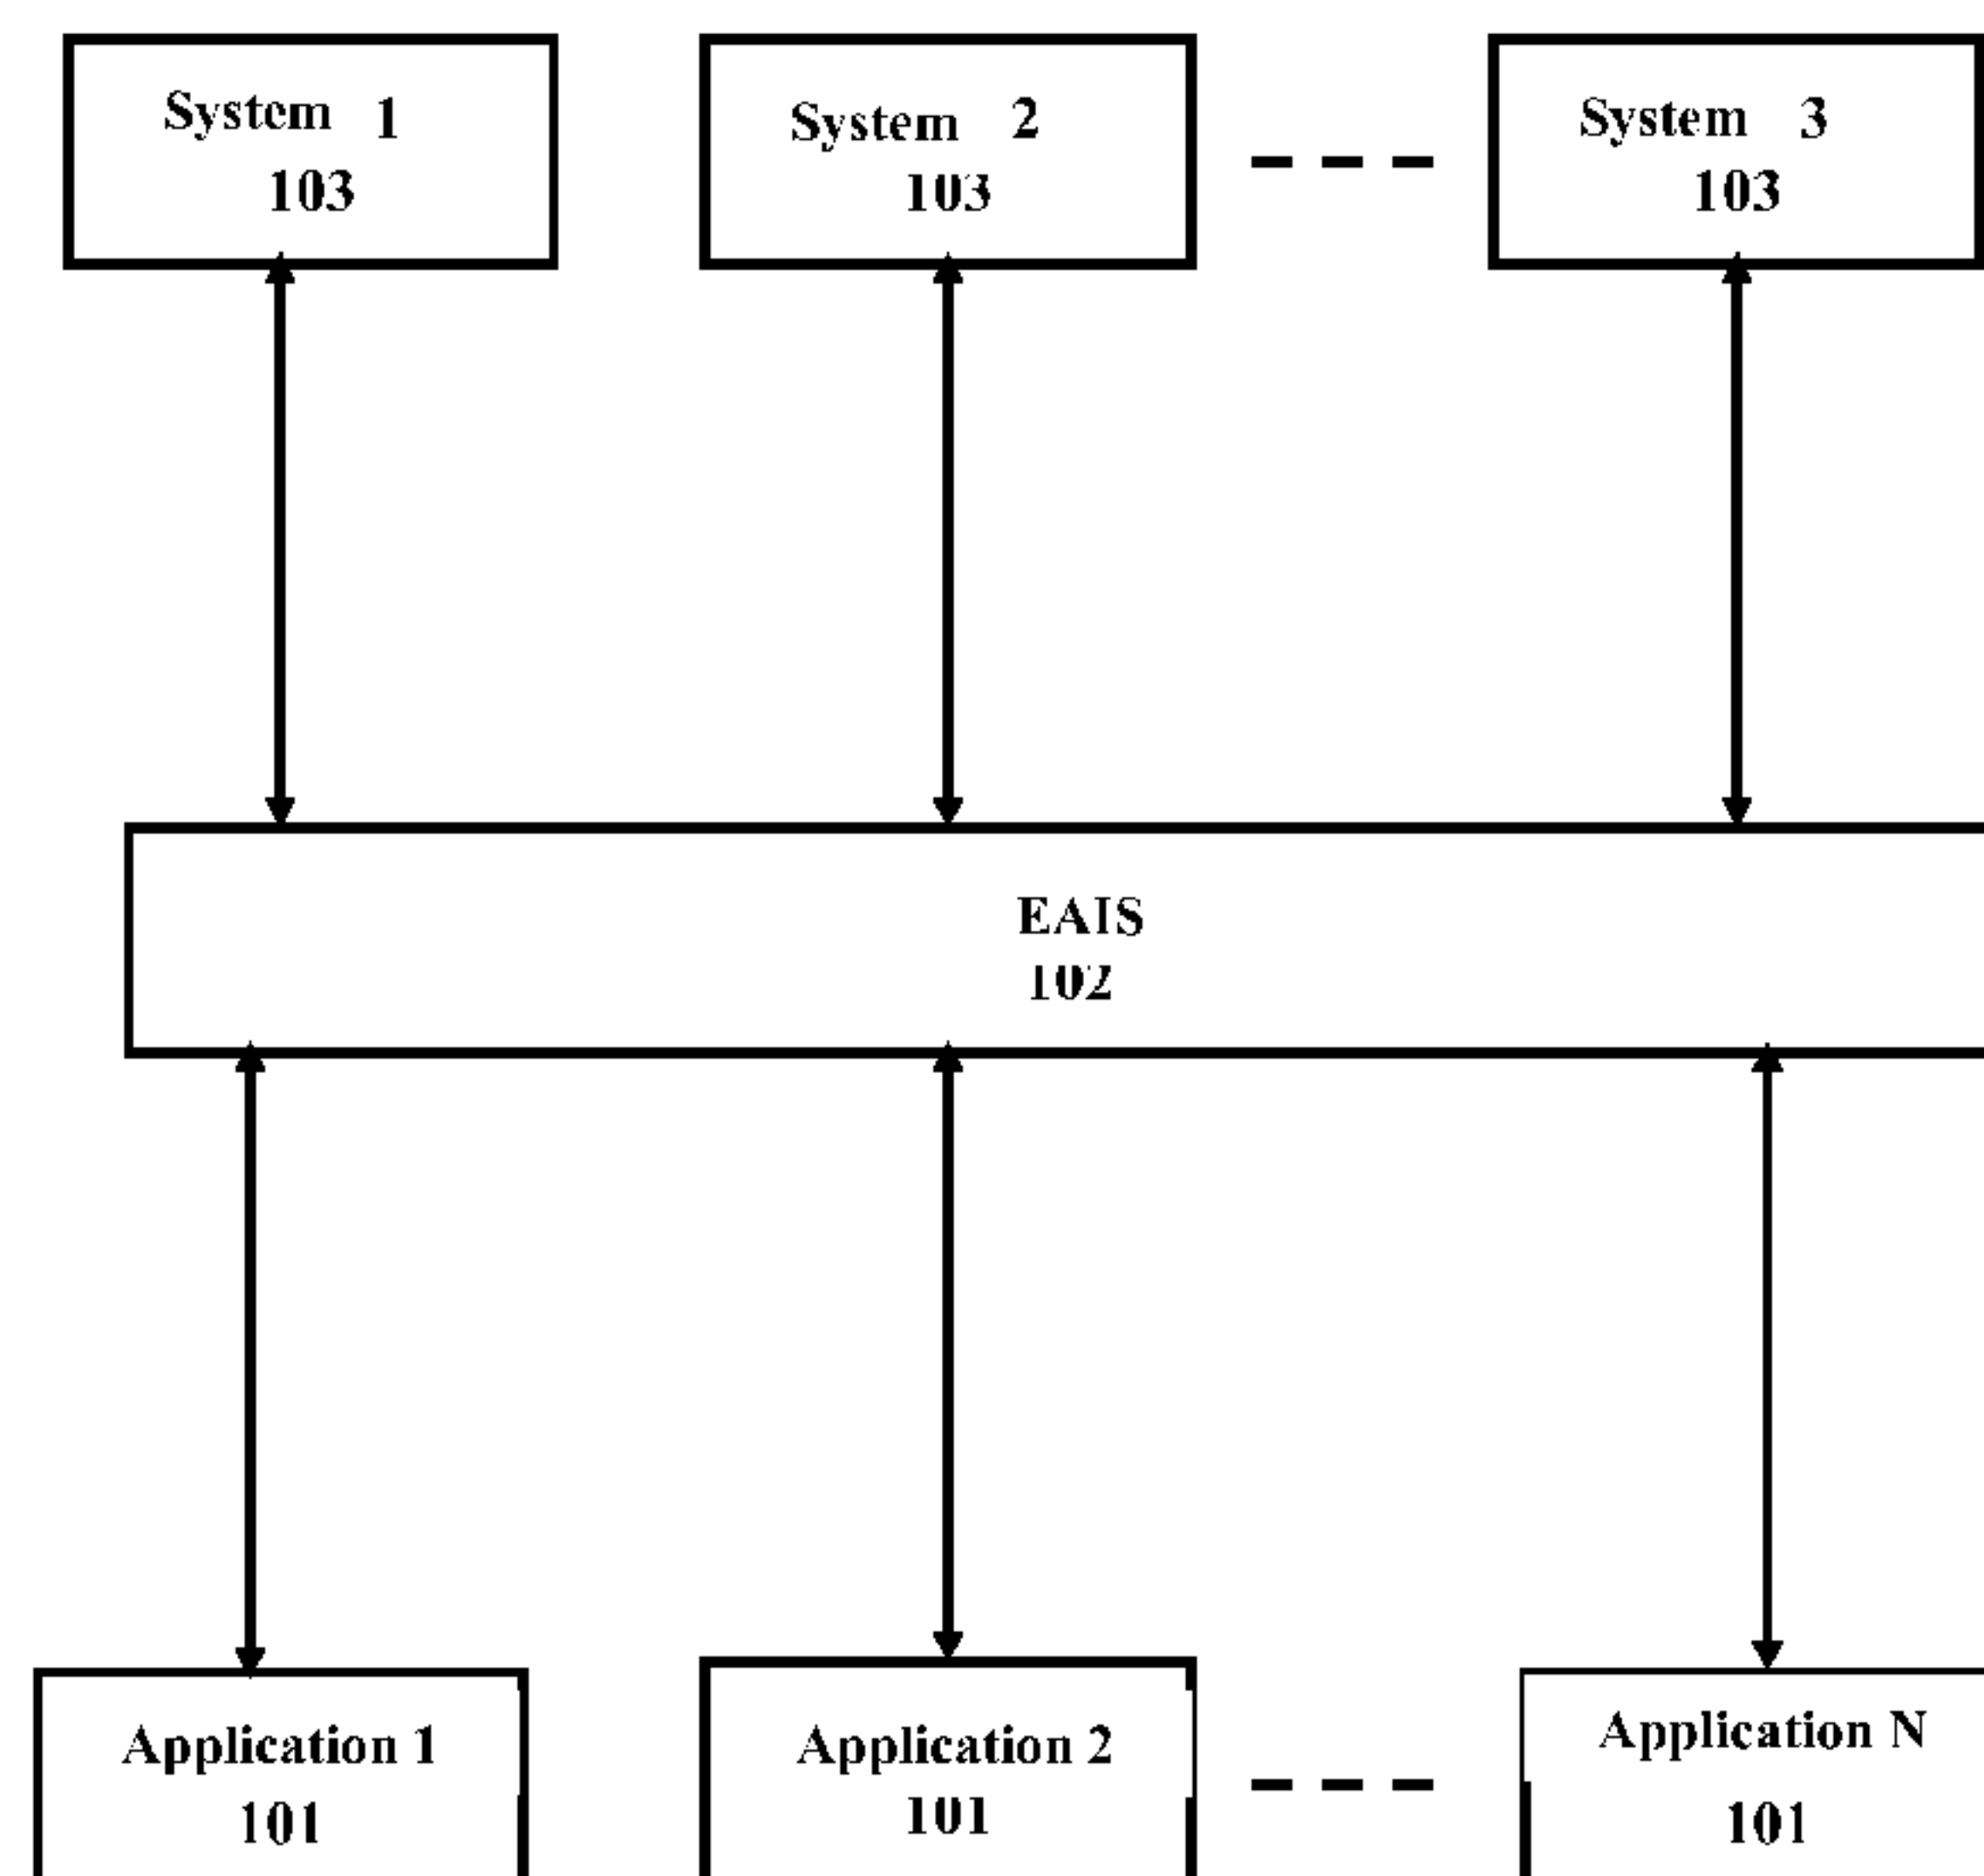 System 1
103
System 2
103
System 3
103
EAIS
102
Application 1
101
Application 2
101
Application N
101